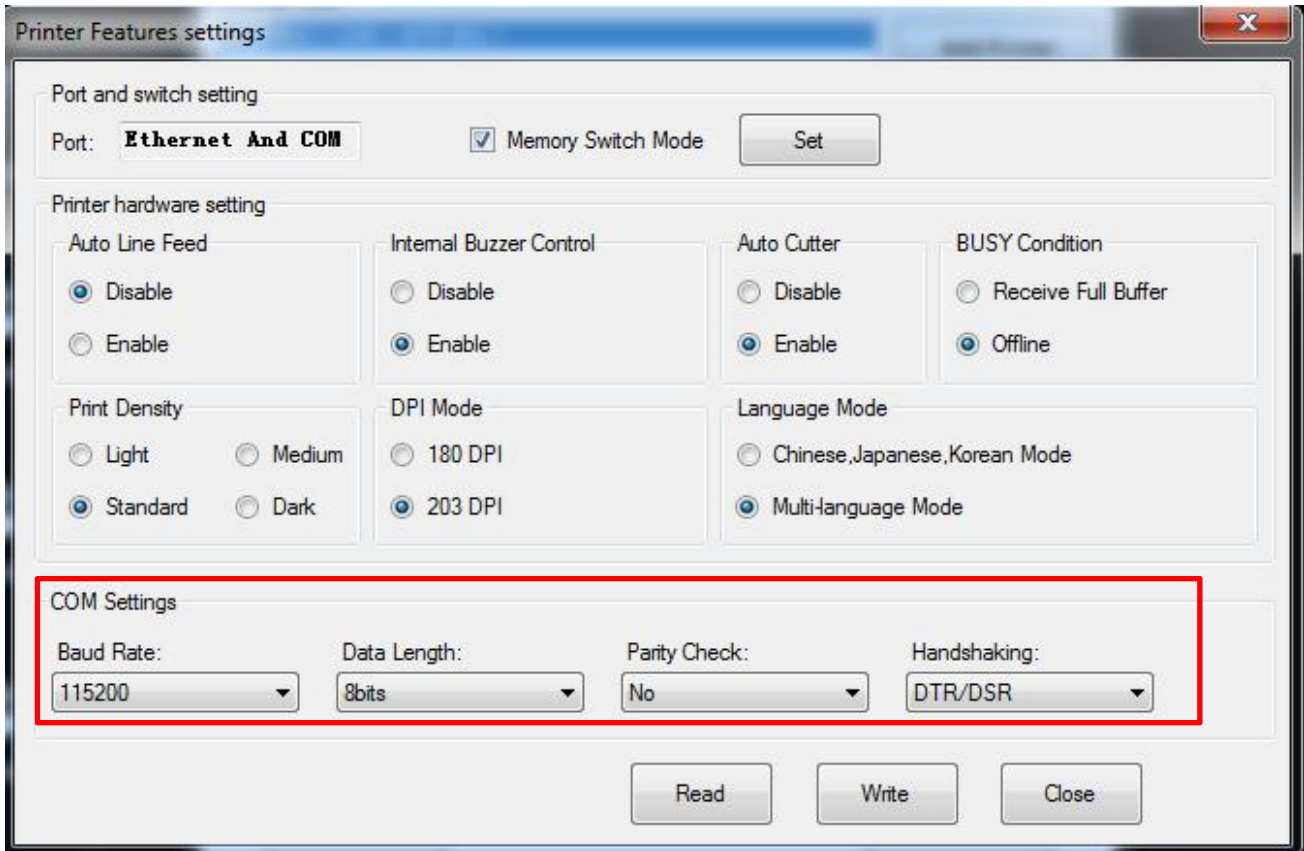 Printer Features settings
Port and switch setting
Port: Ethernet And COM Memory Switch Mode Set
Printer hardware setting
Auto Line Feed
Disable
Enable
Internal Buzzer Control
Disable
Enable
Auto Cutter
Disable
Enable
BUSY Condition
Receive Full Buffer
Offline
Print Density
Light Medium
Standard Dark
DPI Mode
180 DPI
203 DPI
Language Mode
Chinese,Japanese,Korean Mode
Multi-language Mode
COM Settings
Baud Rate: Data Length: Parity Check: Handshaking:
115200 8bits No DTR/DSR
Read Write Close